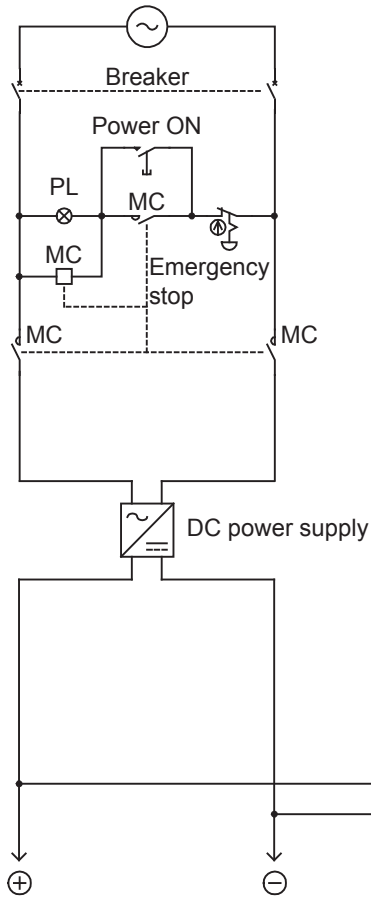 Breaker
Power ON
PL
MC
MC
Emergency
stop
MC
MC
DC power supply
+
−